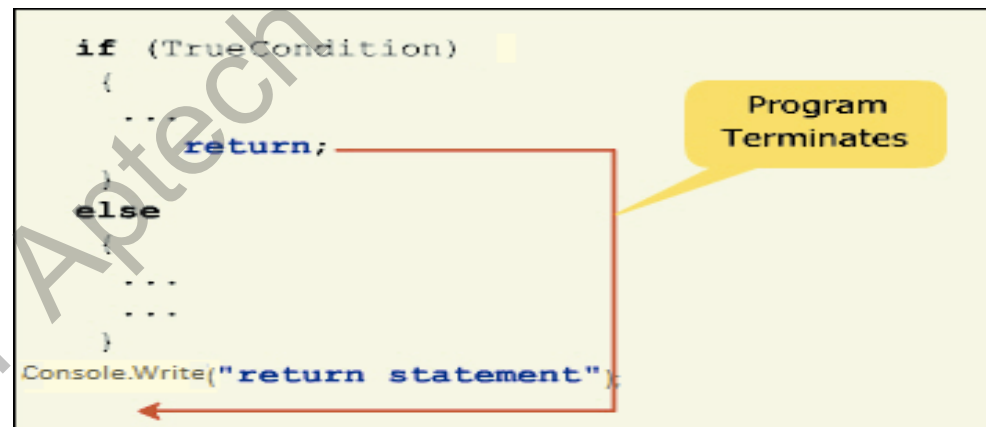 if (TrueCondition)
{
...
return;
}
else
{
...
...
}
Console.Write("return statement");
Program
Terminates
Aptech